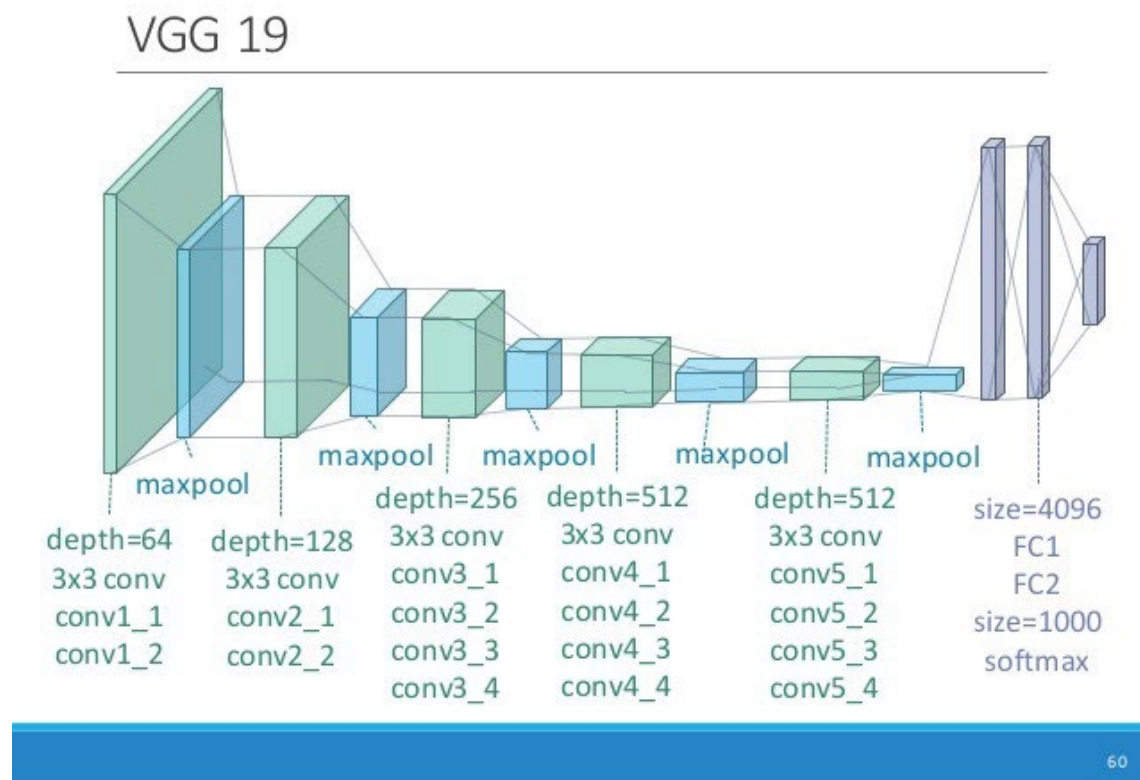 VGG 19
maxpool
maxpool
maxpool
maxpool
maxpool
depth=64
3x3 conv
conv1_1
conv1_2
depth=128
3x3 conv
conv2_1
conv2_2
depth=256
3x3 conv
conv3_1
conv3_2
conv3_3
conv3_4
depth=512
3x3 conv
conv4_1
conv4_2
conv4_3
conv4_4
depth=512
3x3 conv
conv5_1
conv5_2
conv5_3
conv5_4
size=4096
FC1
FC2
size=1000
softmax
60